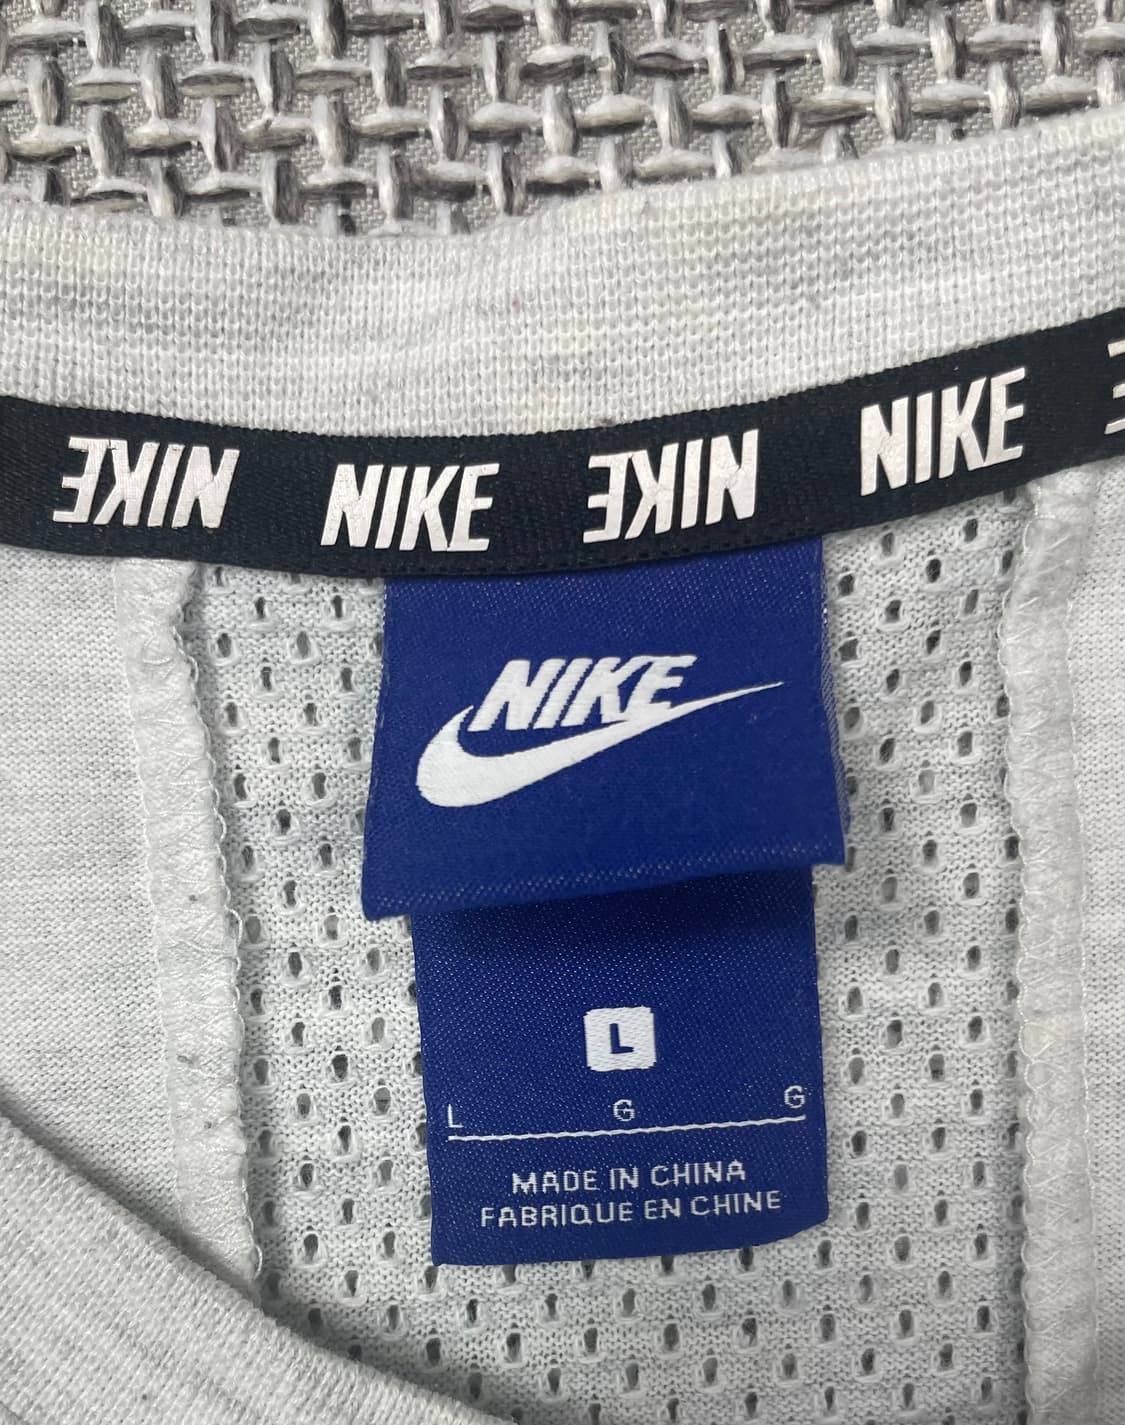 NIKE NIKE NIKE NIKE
NIKE
L
L G G
MADE IN CHINA
FABRIQUE EN CHINE